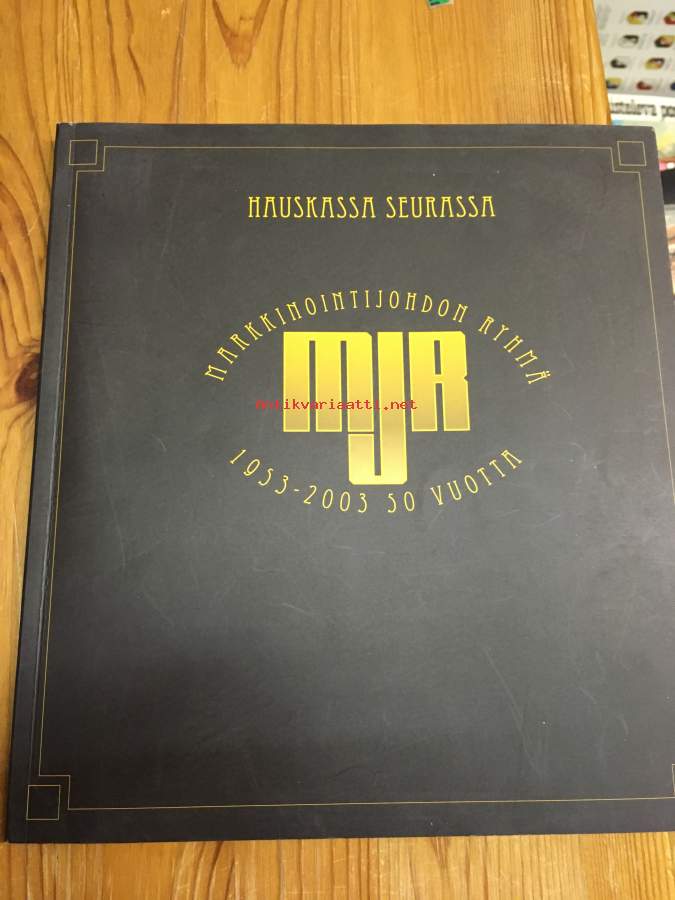 HAUSKASSA SEURASSA
MARKKINOINTIJOHDON RYHMÄ
MJR
Antikvariaatti.net
1953-2003 50 VUOTTA